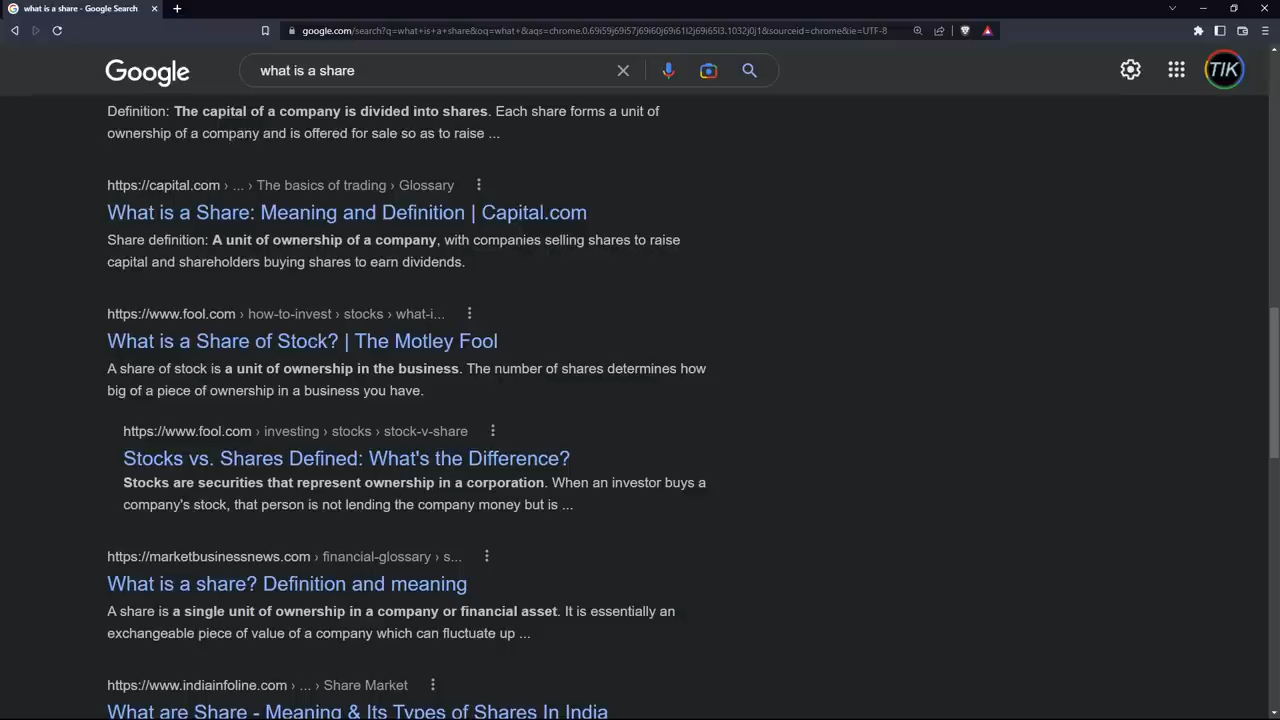 what is a share - Google Search
google.com/search?q=what+is+a+share&oq=what+&aqs=chrome.0.69i59j69i57j69i60j69i61l2j69i65l3.1032j0j1&sourceid=chrome&ie=UTF-8
Google
what is a share
TIK
Definition: The capital of a company is divided into shares. Each share forms a unit of
ownership of a company and is offered for sale so as to raise ...
https://capital.com › ... › The basics of trading › Glossary
What is a Share: Meaning and Definition | Capital.com
Share definition: A unit of ownership of a company, with companies selling shares to raise
capital and shareholders buying shares to earn dividends.
https://www.fool.com › how-to-invest › stocks › what-i...
What is a Share of Stock? | The Motley Fool
A share of stock is a unit of ownership in the business. The number of shares determines how
big of a piece of ownership in a business you have.
https://www.fool.com › investing › stocks › stock-v-share
Stocks vs. Shares Defined: What's the Difference?
Stocks are securities that represent ownership in a corporation. When an investor buys a
company's stock, that person is not lending the company money but is ...
https://marketbusinessnews.com › financial-glossary › s...
What is a share? Definition and meaning
A share is a single unit of ownership in a company or financial asset. It is essentially an
exchangeable piece of value of a company which can fluctuate up ...
https://www.indiainfoline.com › ... › Share Market
What are Share - Meaning & Its Types of Shares In India